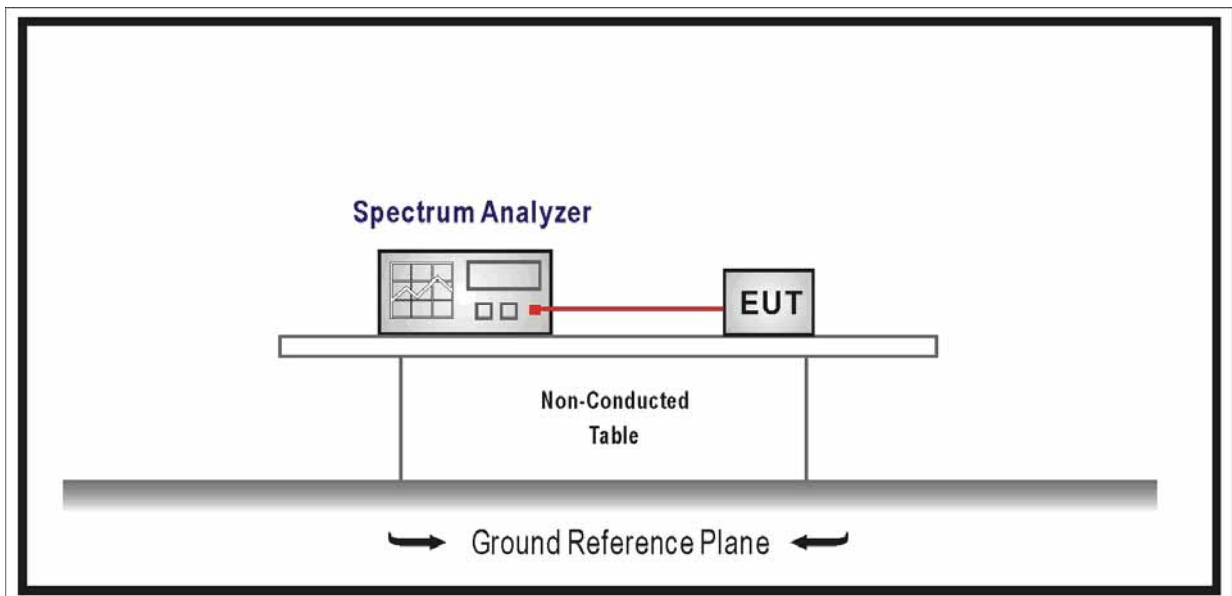 Spectrum Analyzer
EUT
Non-Conducted
Table
Ground Reference Plane